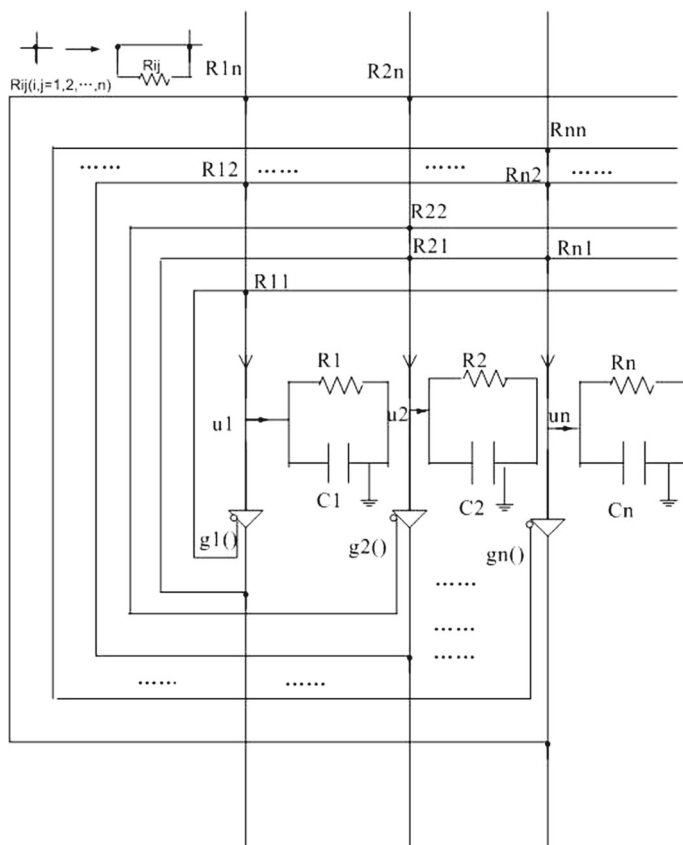 R1n R2n
Rij
Rij(i,j=1,2,···,n)
Rnn
······ R12 ······ ······ Rn2 ······
R22
R21 Rn1
R11
R1 R2 Rn
u1 u2 un
C1 C2 Cn
g1() g2() gn()
······
······
······
······ ······